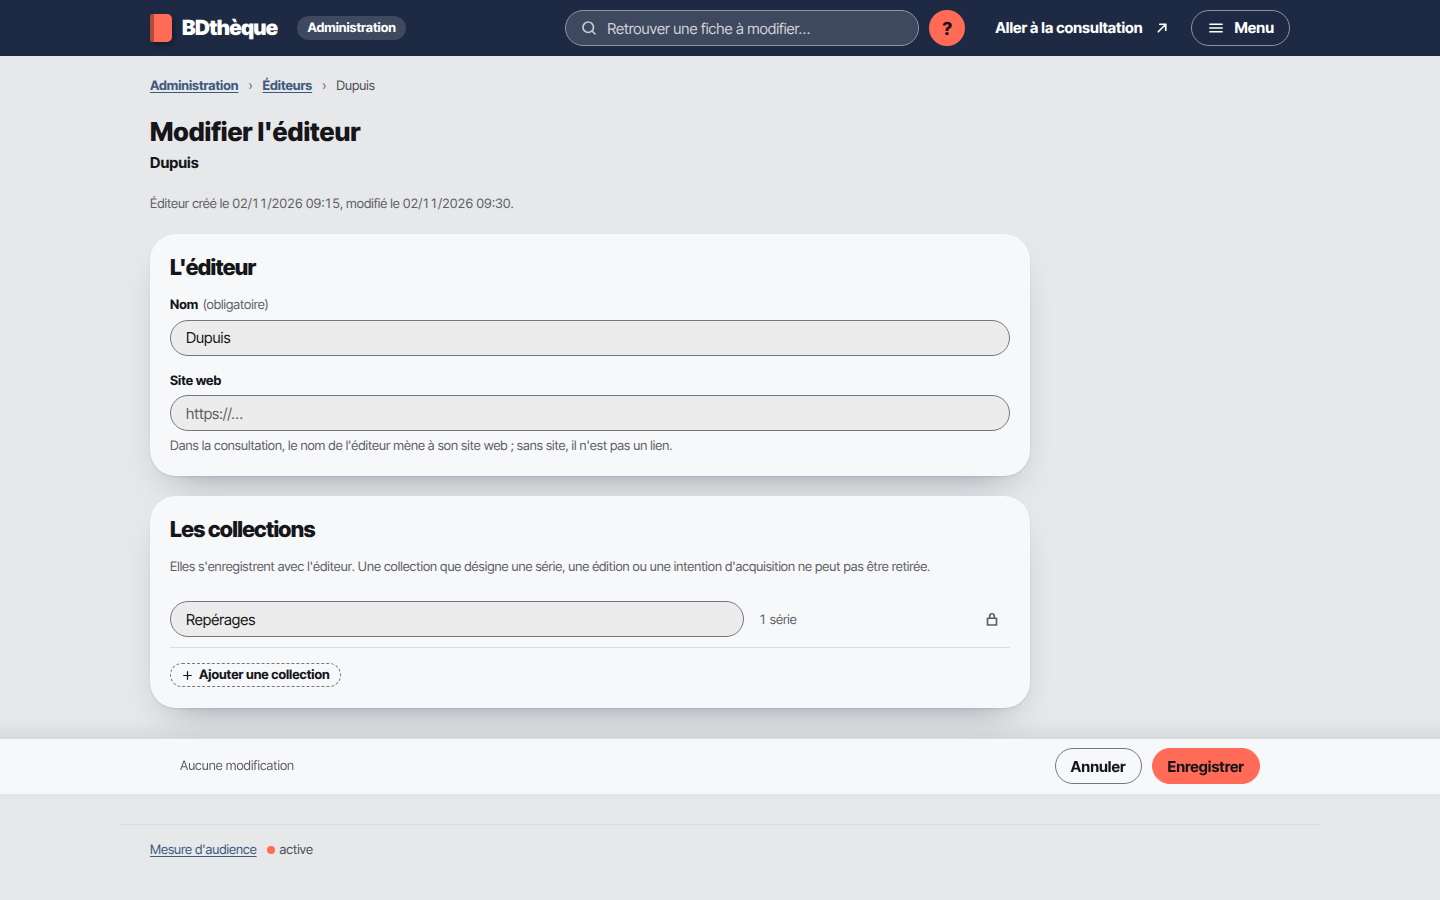 BDthèque
Administration
Retrouver une fiche à modifier...
?
Aller à la consultation
Menu
Administration › Éditeurs › Dupuis
Modifier l'éditeur
Dupuis
Éditeur créé le 02/11/2026 09:15, modifié le 02/11/2026 09:30.
L'éditeur
Nom (obligatoire)
Dupuis
Site web
https://...
Dans la consultation, le nom de l'éditeur mène à son site web ; sans site, il n'est pas un lien.
Les collections
Elles s'enregistrent avec l'éditeur. Une collection que désigne une série, une édition ou une intention d'acquisition ne peut pas être retirée.
Repérages
1 série
+ Ajouter une collection
Aucune modification
Annuler
Enregistrer
Mesure d'audience
active